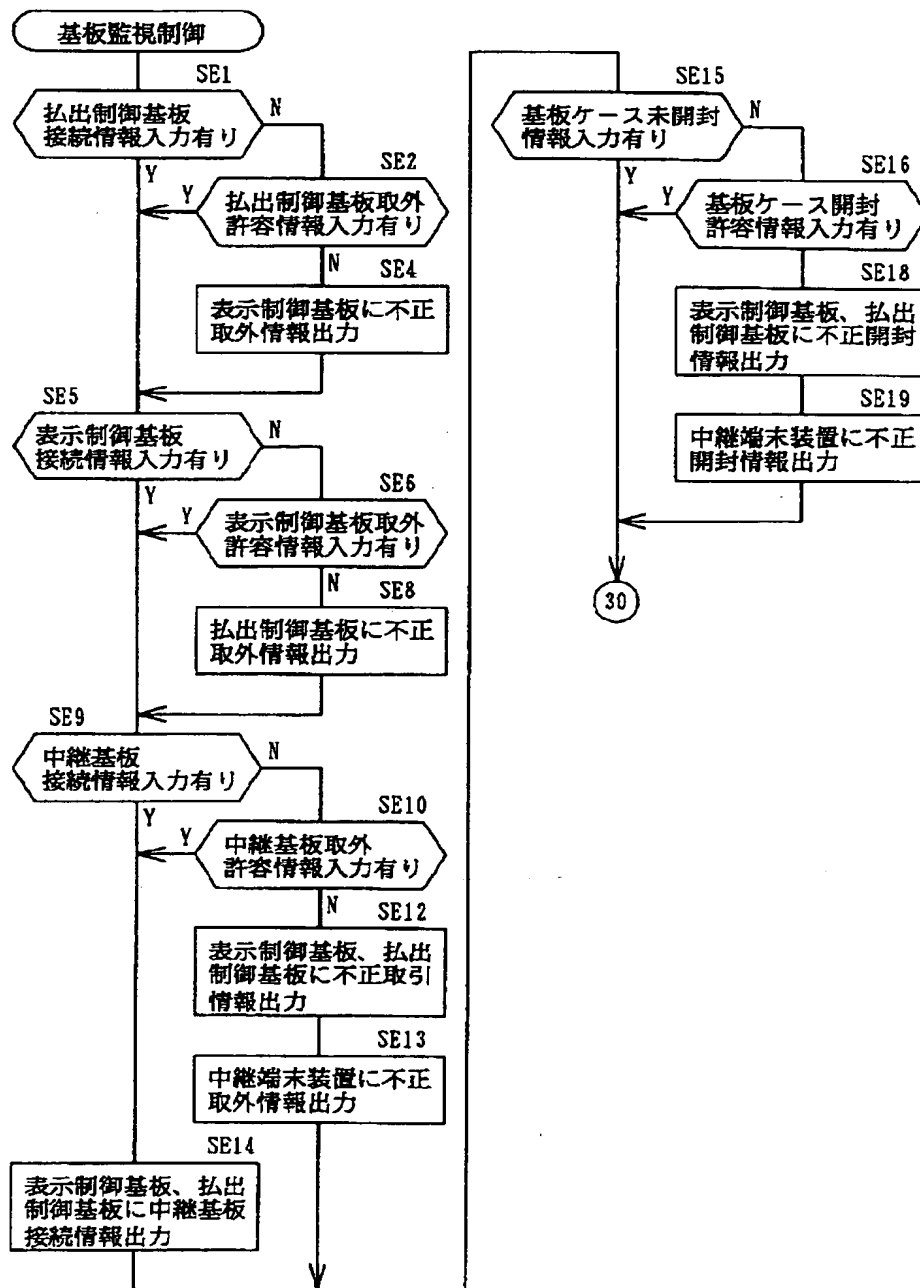 基板監視制御
SE1
払出制御基板
接続情報入力有り
N
Y
SE2
払出制御基板取外
許容情報入力有り
Y
N
SE4
表示制御基板に不正
取外情報出力
SE5
表示制御基板
接続情報入力有り
N
Y
SE6
表示制御基板取外
許容情報入力有り
Y
N
SE8
払出制御基板に不正
取外情報出力
SE9
中継基板
接続情報入力有り
N
Y
SE10
中継基板取外
許容情報入力有り
Y
N
SE12
表示制御基板、払出
制御基板に不正取引
情報出力
SE13
中継端末装置に不正
取外情報出力
SE14
表示制御基板、払出
制御基板に中継基板
接続情報出力
SE15
基板ケース未開封
情報入力有り
N
Y
SE16
基板ケース開封
許容情報入力有り
Y
N
SE18
表示制御基板、払出
制御基板に不正開封
情報出力
SE19
中継端末装置に不正
開封情報出力
30